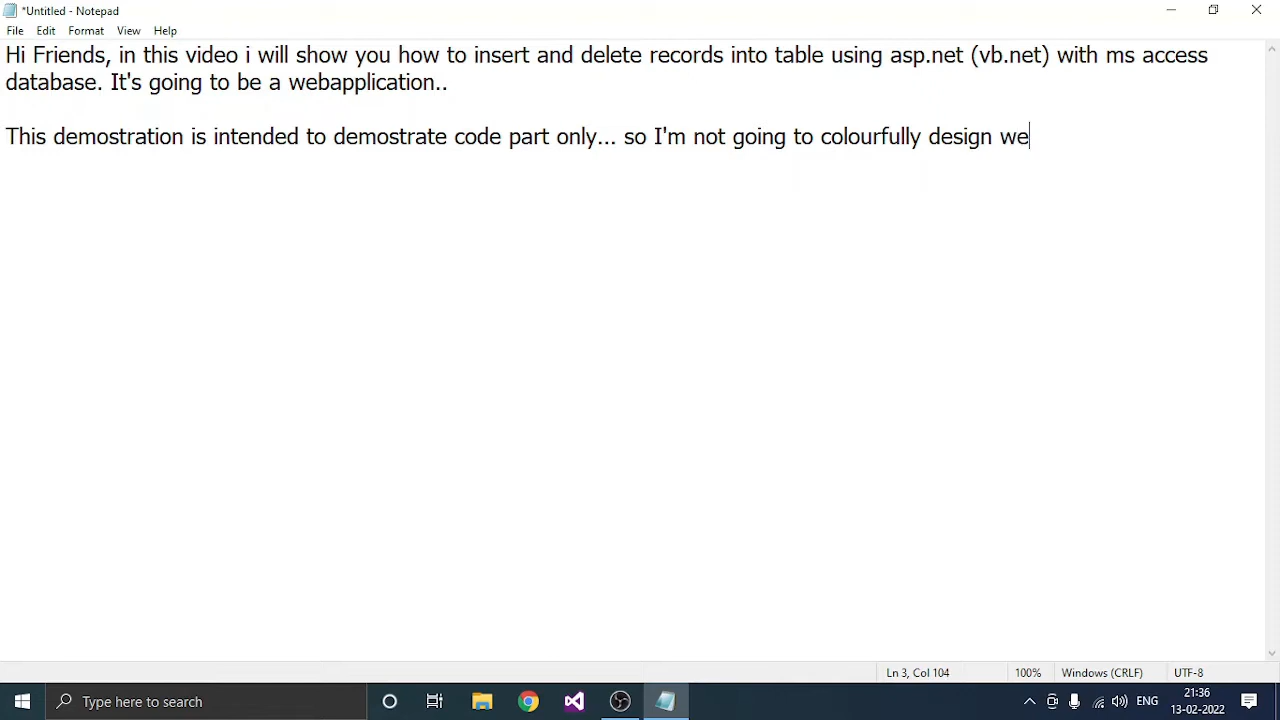 *Untitled - Notepad
File Edit Format View Help
Hi Friends, in this video i will show you how to insert and delete records into table using asp.net (vb.net) with ms access
database. It's going to be a webapplication..
This demostration is intended to demostrate code part only... so I'm not going to colourfully design we
Ln 3, Col 104 100% Windows (CRLF) UTF-8
Type here to search
ENG
21:36
13-02-2022